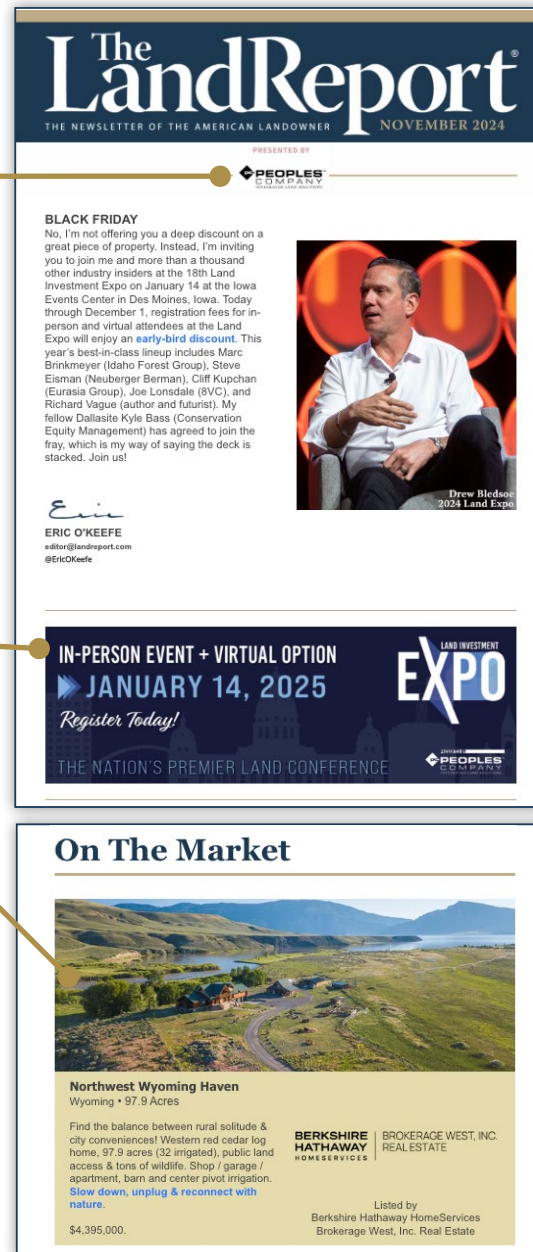 The
LandReport®
THE NEWSLETTER OF THE AMERICAN LANDOWNER
NOVEMBER 2024
PRESENTED BY
PEOPLES™
COMPANY
INTEGRATED LAND SOLUTIONS
BLACK FRIDAY
No, I'm not offering you a deep discount on a
great piece of property. Instead, I'm inviting
you to join me and more than a thousand
other industry insiders at the 18th Land
Investment Expo on January 14 at the Iowa
Events Center in Des Moines, Iowa. Today
through December 1, registration fees for in-
person and virtual attendees at the Land
Expo will enjoy an early-bird discount. This
year's best-in-class lineup includes Marc
Brinkmeyer (Idaho Forest Group), Steve
Eisman (Neuberger Berman), Cliff Kupchan
(Eurasia Group), Joe Lonsdale (8VC), and
Richard Vague (author and futurist). My
fellow Dallasite Kyle Bass (Conservation
Equity Management) has agreed to join the
fray, which is my way of saying the deck is
stacked. Join us!
Drew Bledsoe
2024 Land Expo
Eric
ERIC O'KEEFE
editor@landreport.com
@EricOKeefe
IN-PERSON EVENT + VIRTUAL OPTION
JANUARY 14, 2025
Register Today!
THE NATION'S PREMIER LAND CONFERENCE
LAND INVESTMENT
EXPO
PEOPLES
COMPANY
On The Market
Northwest Wyoming Haven
Wyoming • 97.9 Acres
Find the balance between rural solitude &
city conveniences! Western red cedar log
home, 97.9 acres (32 irrigated), public land
access & tons of wildlife. Shop / garage /
apartment, barn and center pivot irrigation.
Slow down, unplug & reconnect with
nature.
$4,395,000.
BERKSHIRE
HATHAWAY
HOMESERVICES
BROKERAGE WEST, INC.
REAL ESTATE
Listed by
Berkshire Hathaway HomeServices
Brokerage West, Inc. Real Estate